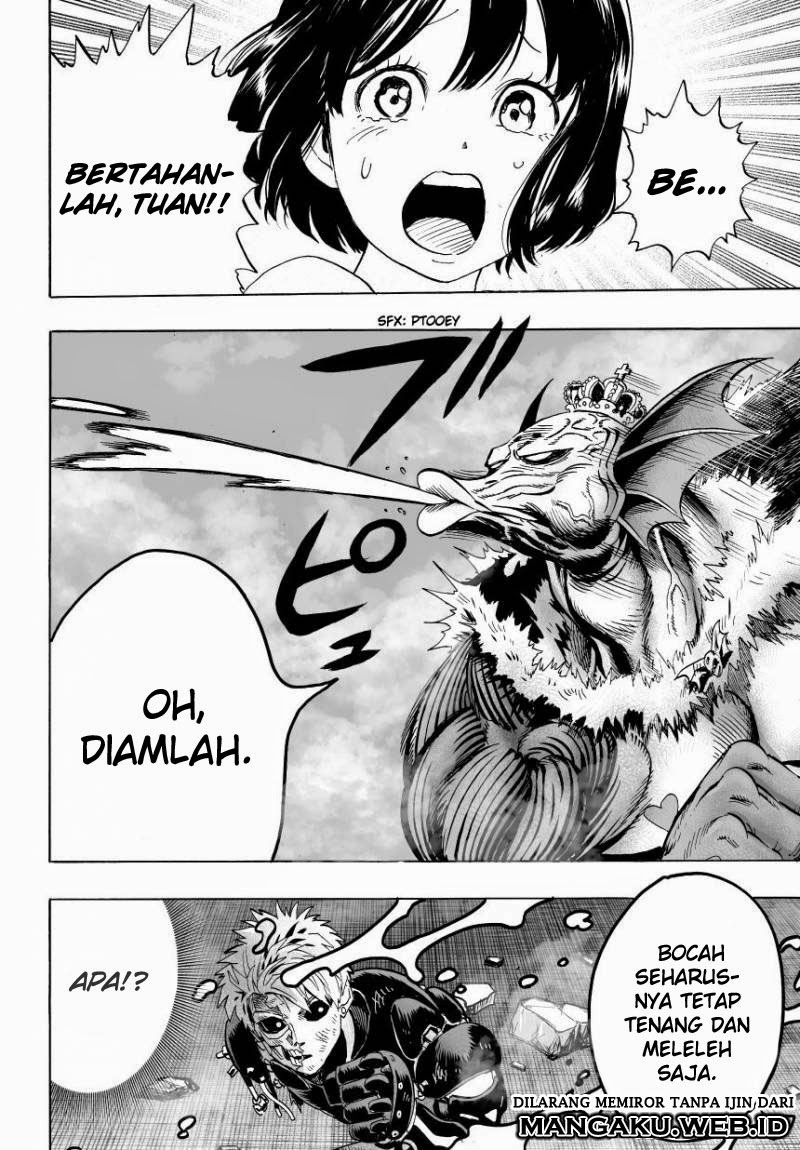 BE...
BERTAHAN-
LAH, TUAN!!
SFX: PTOOEY
ブ
ピュ
OH,
DIAMLAH.
BOCAH
SEHARUS-
NYA TETAP
TENANG DAN
MELELEH
SAJA.
APA!?
DILARANG MEMIROR TANPA IJIN DARI
MANGAKU.WEB.ID